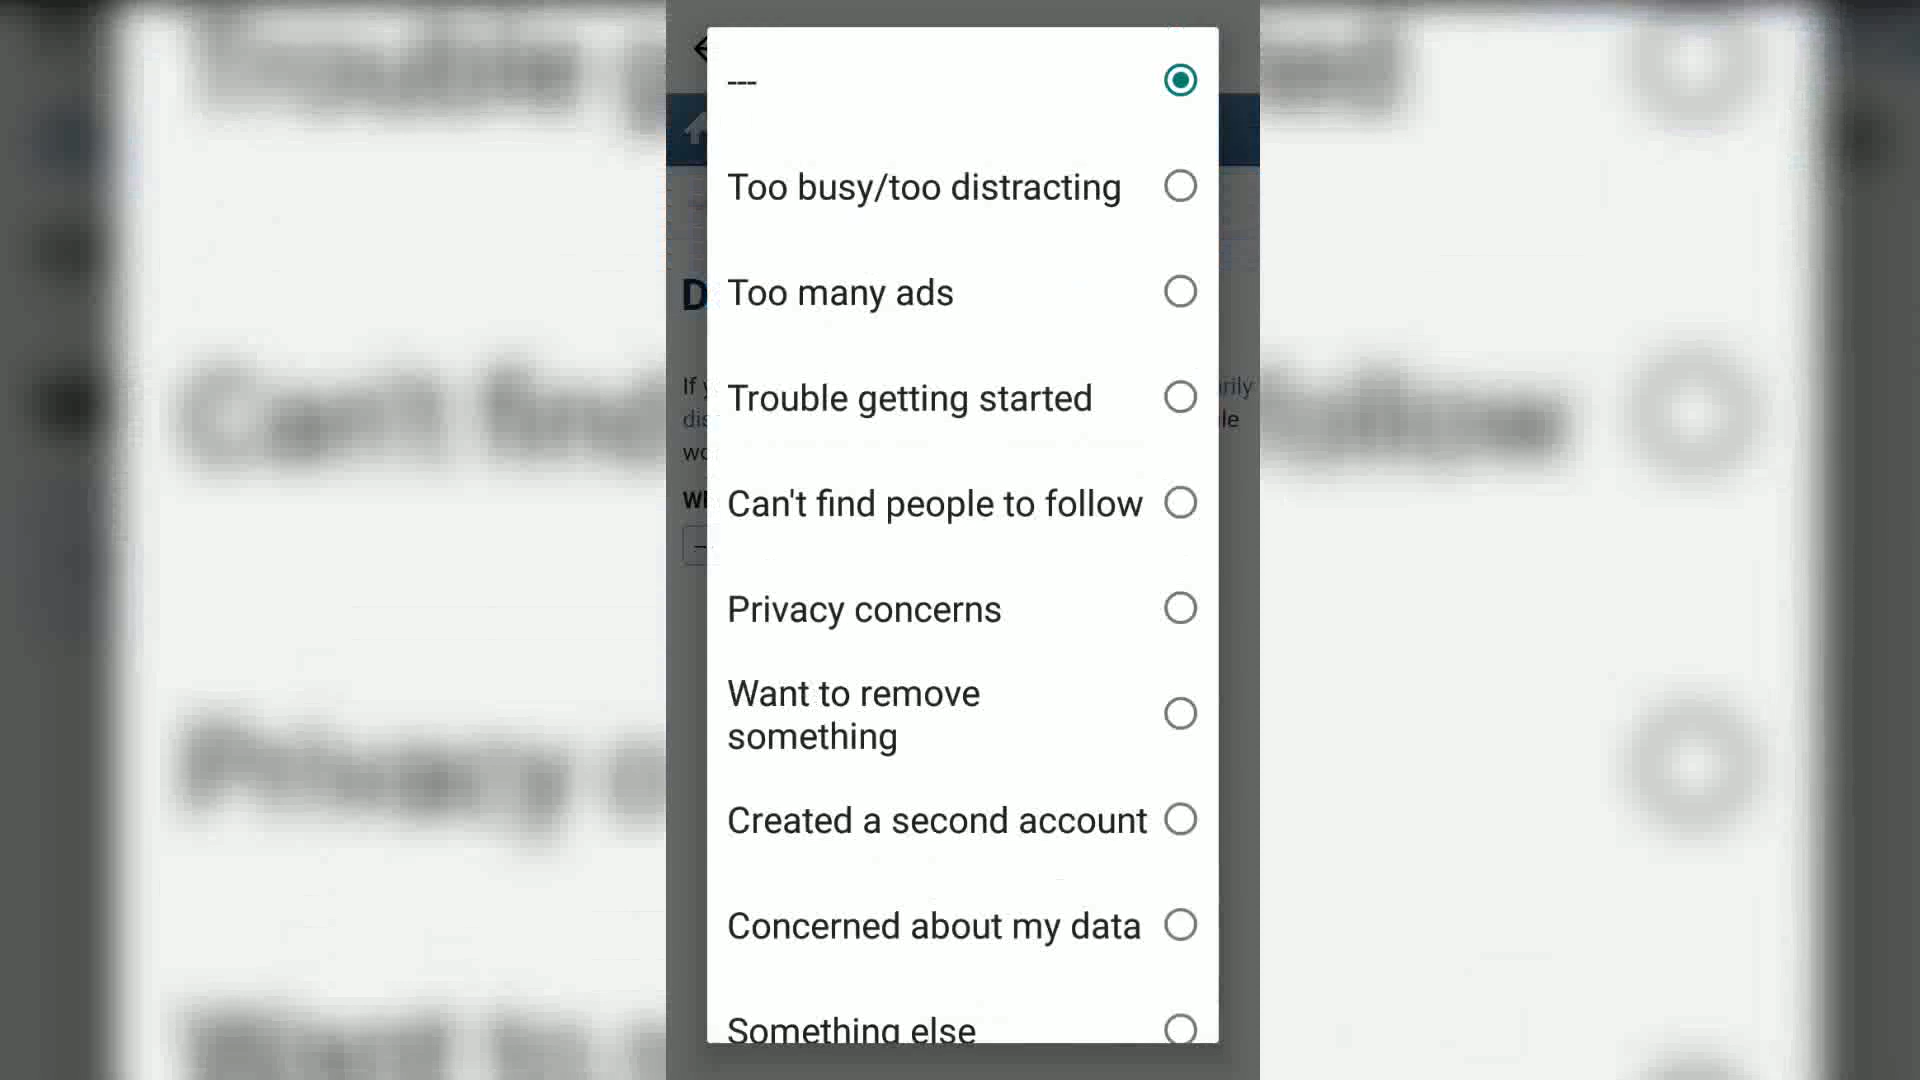 ---
Too busy/too distracting
Too many ads
Trouble getting started
Can't find people to follow
Privacy concerns
Want to remove
something
Created a second account
Concerned about my data
Something else